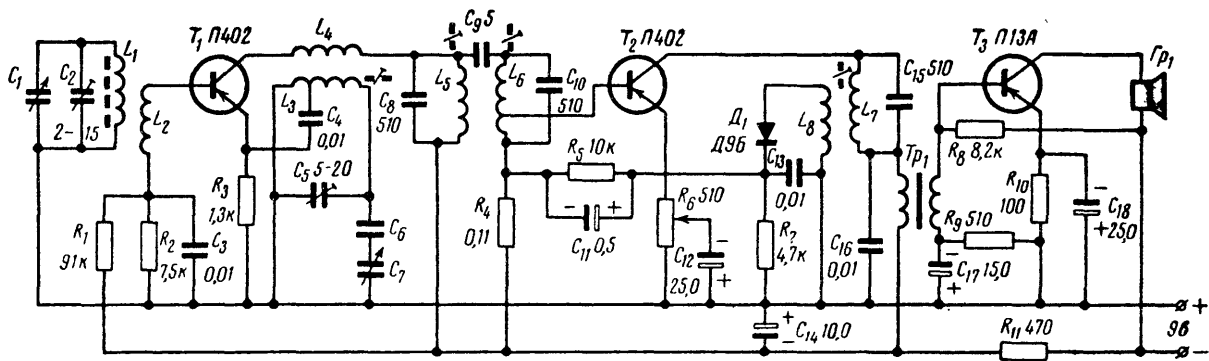 T₁ П402
L₄
C₉ 5
T₂ П402
T₃ П13А
Гр₁
C₁
C₂
2-15
L₁
L₂
L₃
C₄
0,01
C₈
510
L₅
L₆
C₁₀
510
Д₁
Д9Б
L₈
L₇
C₁₅ 510
R₈ 8,2к
C₅ 5-20
R₃
1,3к
R₅ 10к
C₁₃
0,01
Тр₁
R₁
91к
R₂
7,5к
C₃
0,01
C₆
C₇
R₄
0,11
C₁₁ 0,5
R₆ 510
C₁₂
25,0
R₇
4,7к
C₁₆
0,01
R₉ 510
R₁₀
100
C₁₈
25,0
C₁₇ 15,0
C₁₄ 10,0
R₁₁ 470
9в